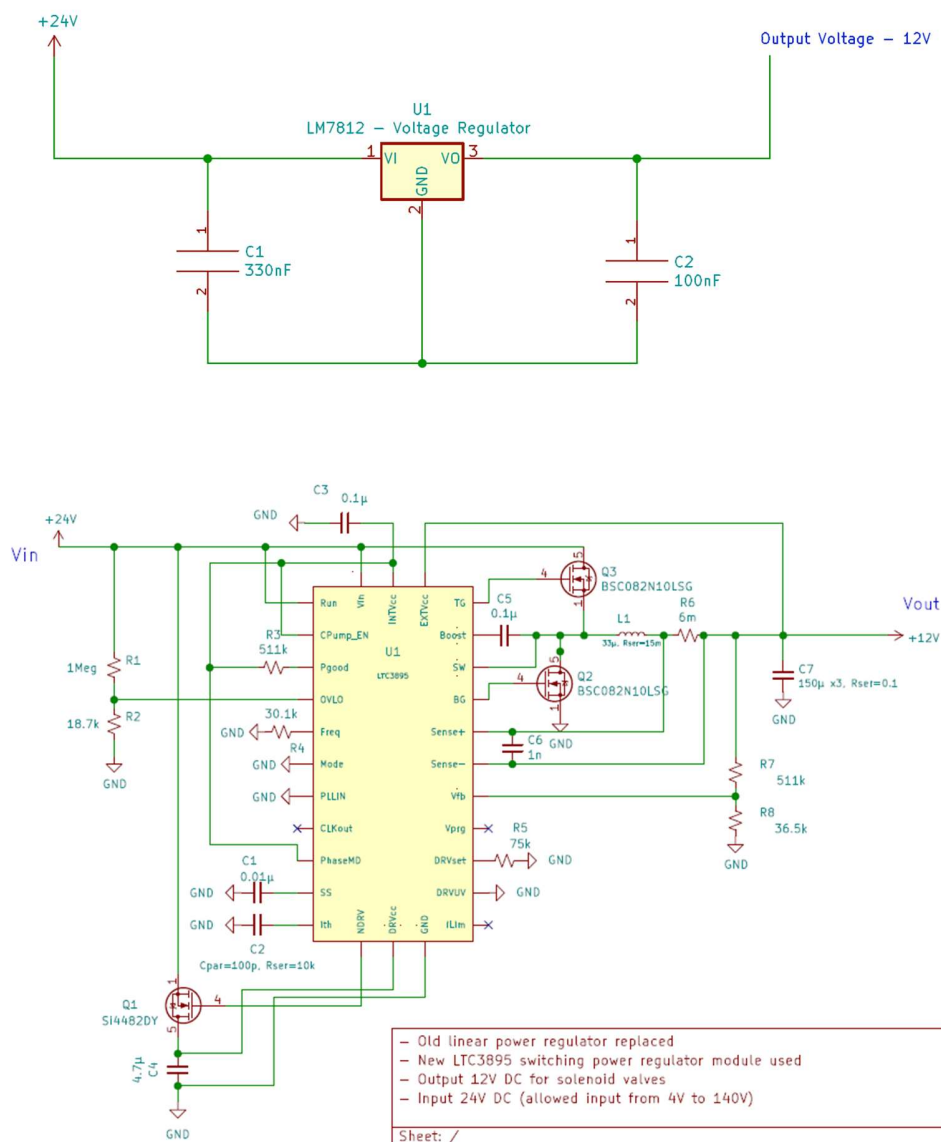 +24V
Output Voltage – 12V
U1
LM7812 – Voltage Regulator
1 VI VO 3
GND
2
1
C1
330nF
2
1
C2
100nF
2
C3
0.1µ
GND
+24V
Vin
Run
Vin
INTVcc
EXTVcc
TG
4
5
Q3
BSC082N10LSG
1
CPump_EN
U1
LTC3895
Boost
C5
0.1µ
L1
33µ, Rser=15m
R6
6m
Vout
+12V
R3
511k
Pgood
SW
1Meg
R1
OVLO
BG
4
5
Q2
BSC082N10LSG
1
GND
C7
150µ x3, Rser=0.1
GND
18.7k
R2
GND
GND
30.1k
R4
Freq
Sense+
C6
1n
GND
Mode
Sense-
R7
511k
GND
PLLIN
Vfb
R8
36.5k
GND
CLKout
Vprg
R5
75k
PhaseMD
DRVset
GND
C1
0.01µ
GND
SS
DRVUV
GND
GND
Ith
NDRV
DRVcc
GND
ILim
C2
Cpar=100p, Rser=10k
1
Q1
SI4482DY
4
5
4.7µ
C4
GND
– Old linear power regulator replaced
– New LTC3895 switching power regulator module used
– Output 12V DC for solenoid valves
– Input 24V DC (allowed input from 4V to 140V)
Sheet: /